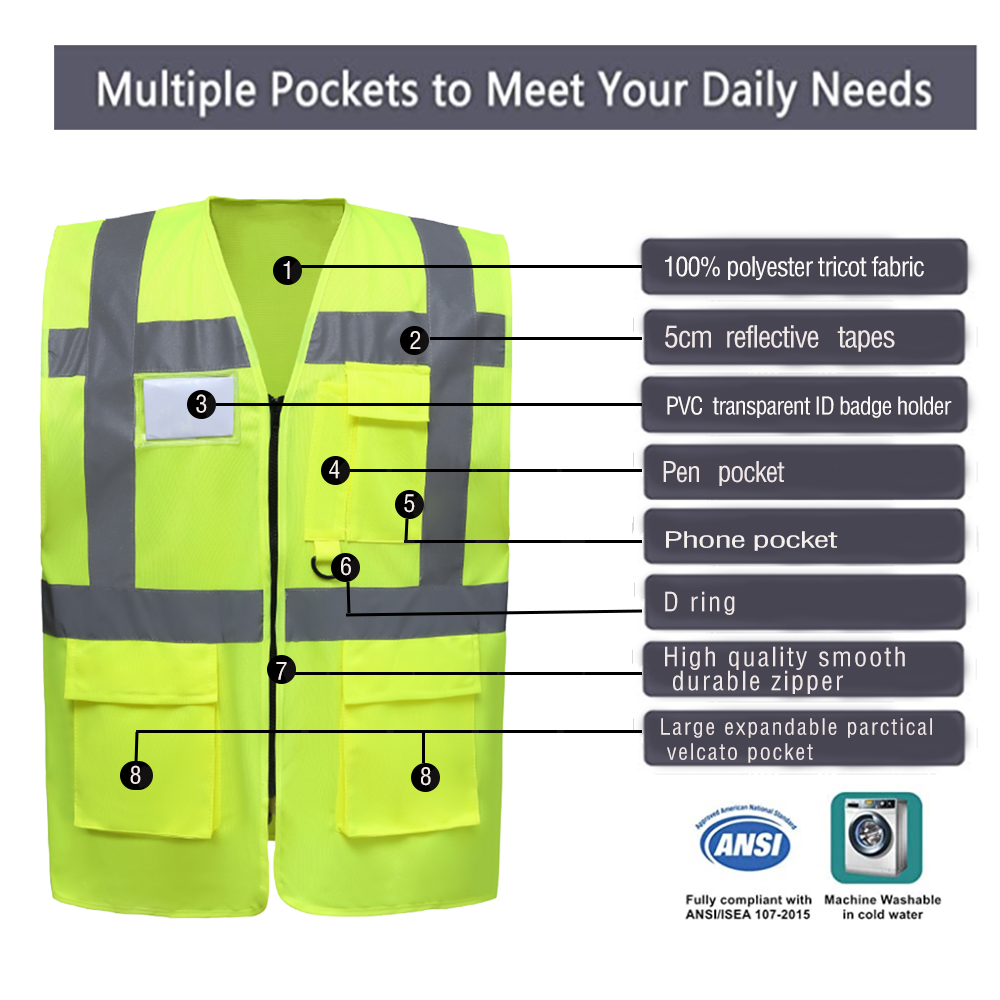 Multiple Pockets to Meet Your Daily Needs
1
100% polyester tricot fabric
2
5cm reflective tapes
3
PVC transparent ID badge holder
4
Pen pocket
5
Phone pocket
6
D ring
7
High quality smooth
durable zipper
8
8
Large expandable parctical
velcato pocket
Approved American National Standard
ANSI
Fully compliant with
ANSI/ISEA 107-2015
Machine Washable
in cold water